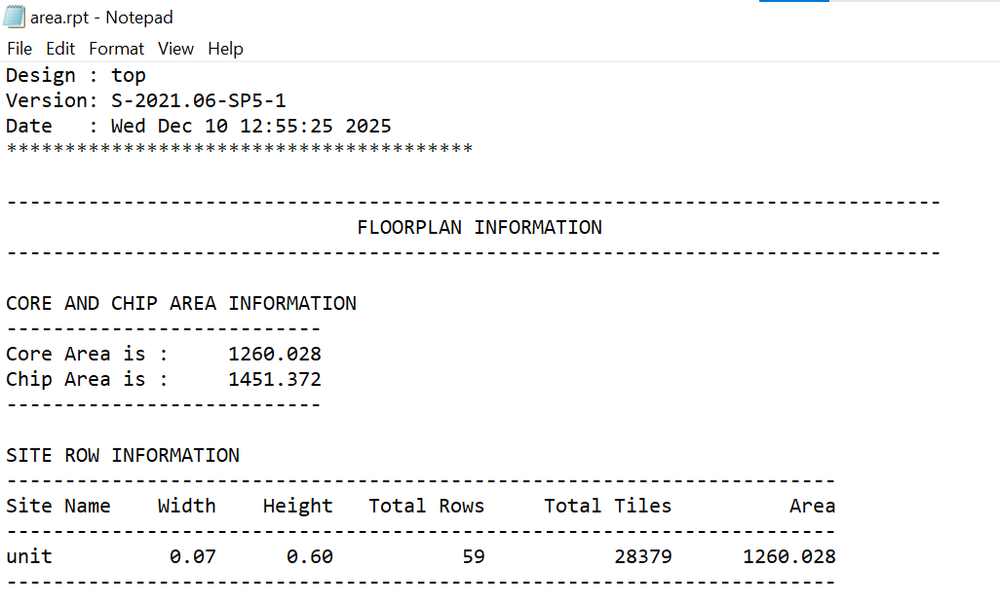 area.rpt - Notepad
File Edit Format View Help
Design : top
Version: S-2021.06-SP5-1
Date   : Wed Dec 10 12:55:25 2025
****************************************

--------------------------------------------------------------------------------
                              FLOORPLAN INFORMATION
--------------------------------------------------------------------------------

CORE AND CHIP AREA INFORMATION
---------------------------
Core Area is :     1260.028
Chip Area is :     1451.372
---------------------------

SITE ROW INFORMATION
-----------------------------------------------------------------------
Site Name    Width    Height   Total Rows     Total Tiles          Area
-----------------------------------------------------------------------
unit          0.07      0.60           59           28379      1260.028
-----------------------------------------------------------------------